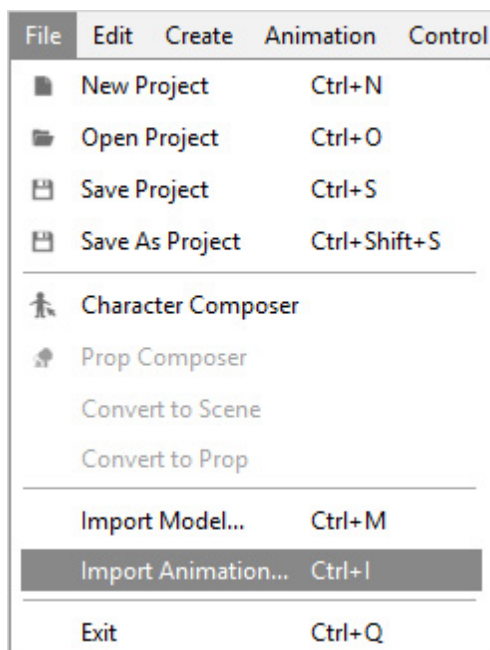 File Edit Create Animation Control
New Project Ctrl+N
Open Project Ctrl+O
Save Project Ctrl+S
Save As Project Ctrl+Shift+S
Character Composer
Prop Composer
Convert to Scene
Convert to Prop
Import Model... Ctrl+M
Import Animation... Ctrl+I
Exit Ctrl+Q